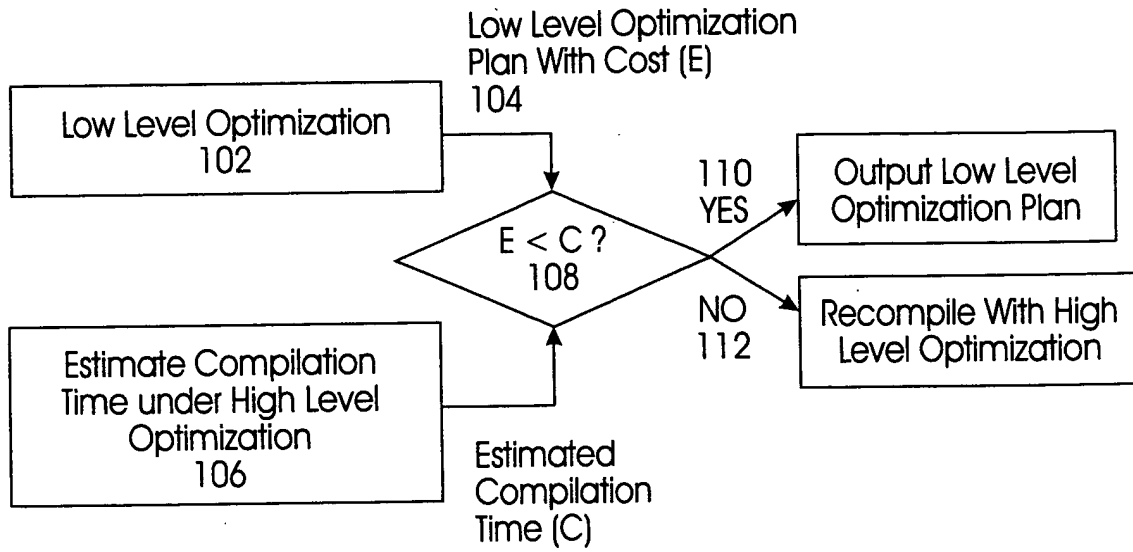 Low Level Optimization
Plan With Cost (E)
104
Low Level Optimization
102
E < C ?
108
110
YES
Output Low Level
Optimization Plan
NO
112
Recompile With High
Level Optimization
Estimate Compilation
Time under High Level
Optimization
106
Estimated
Compilation
Time (C)